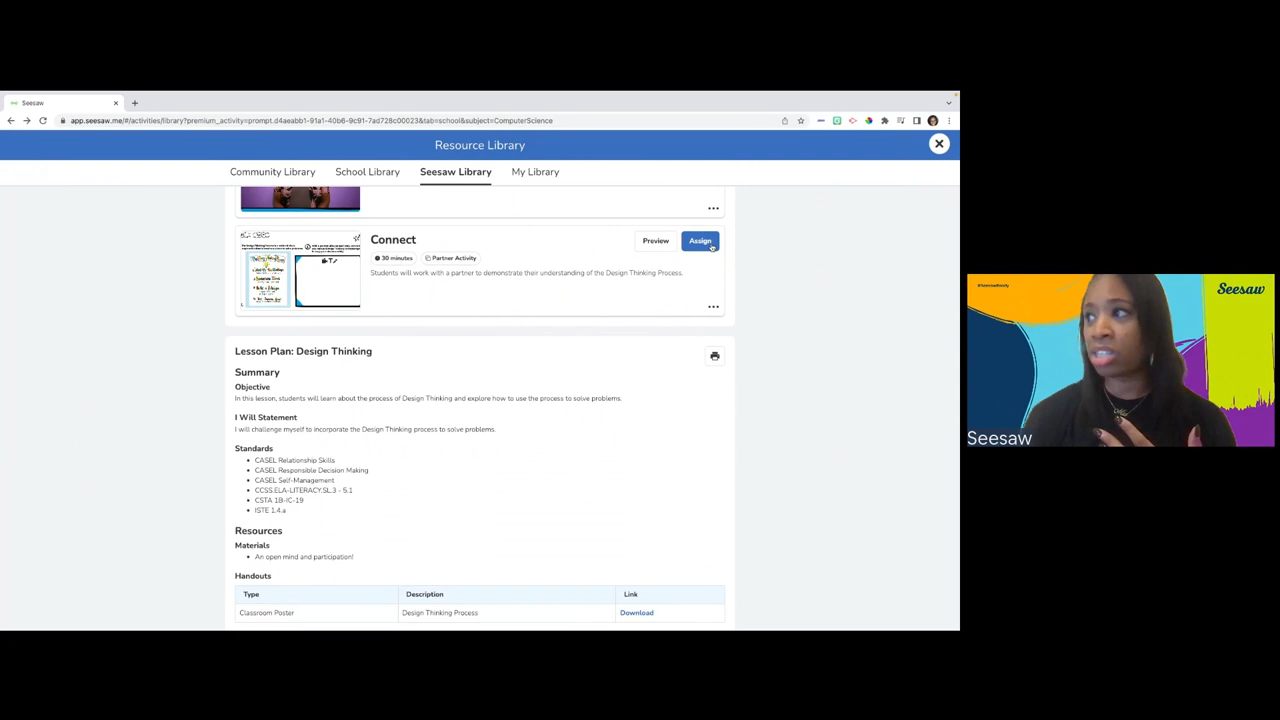 Seesaw
app.seesaw.me/#/activities/library?premium_activity=prompt.d4aeabb1-91a1-40b6-9c91-7ad728c00023&tab=school&subject=ComputerScience
Resource Library
Community Library School Library Seesaw Library My Library
Connect
Preview Assign
30 minutes Partner Activity
Students will work with a partner to demonstrate their understanding of the Design Thinking Process.
Lesson Plan: Design Thinking
Summary
Objective
In this lesson, students will learn about the process of Design Thinking and explore how to use the process to solve problems.
I Will Statement
I will challenge myself to incorporate the Design Thinking process to solve problems.
Standards
CASEL Relationship Skills
CASEL Responsible Decision Making
CASEL Self-Management
CCSS.ELA-LITERACY.SL.3 - 5.1
CSTA 1B-IC-19
ISTE 1.4.a
Resources
Materials
An open mind and participation!
Handouts
Type Description Link
Classroom Poster Design Thinking Process Download
Seesaw
Seesaw